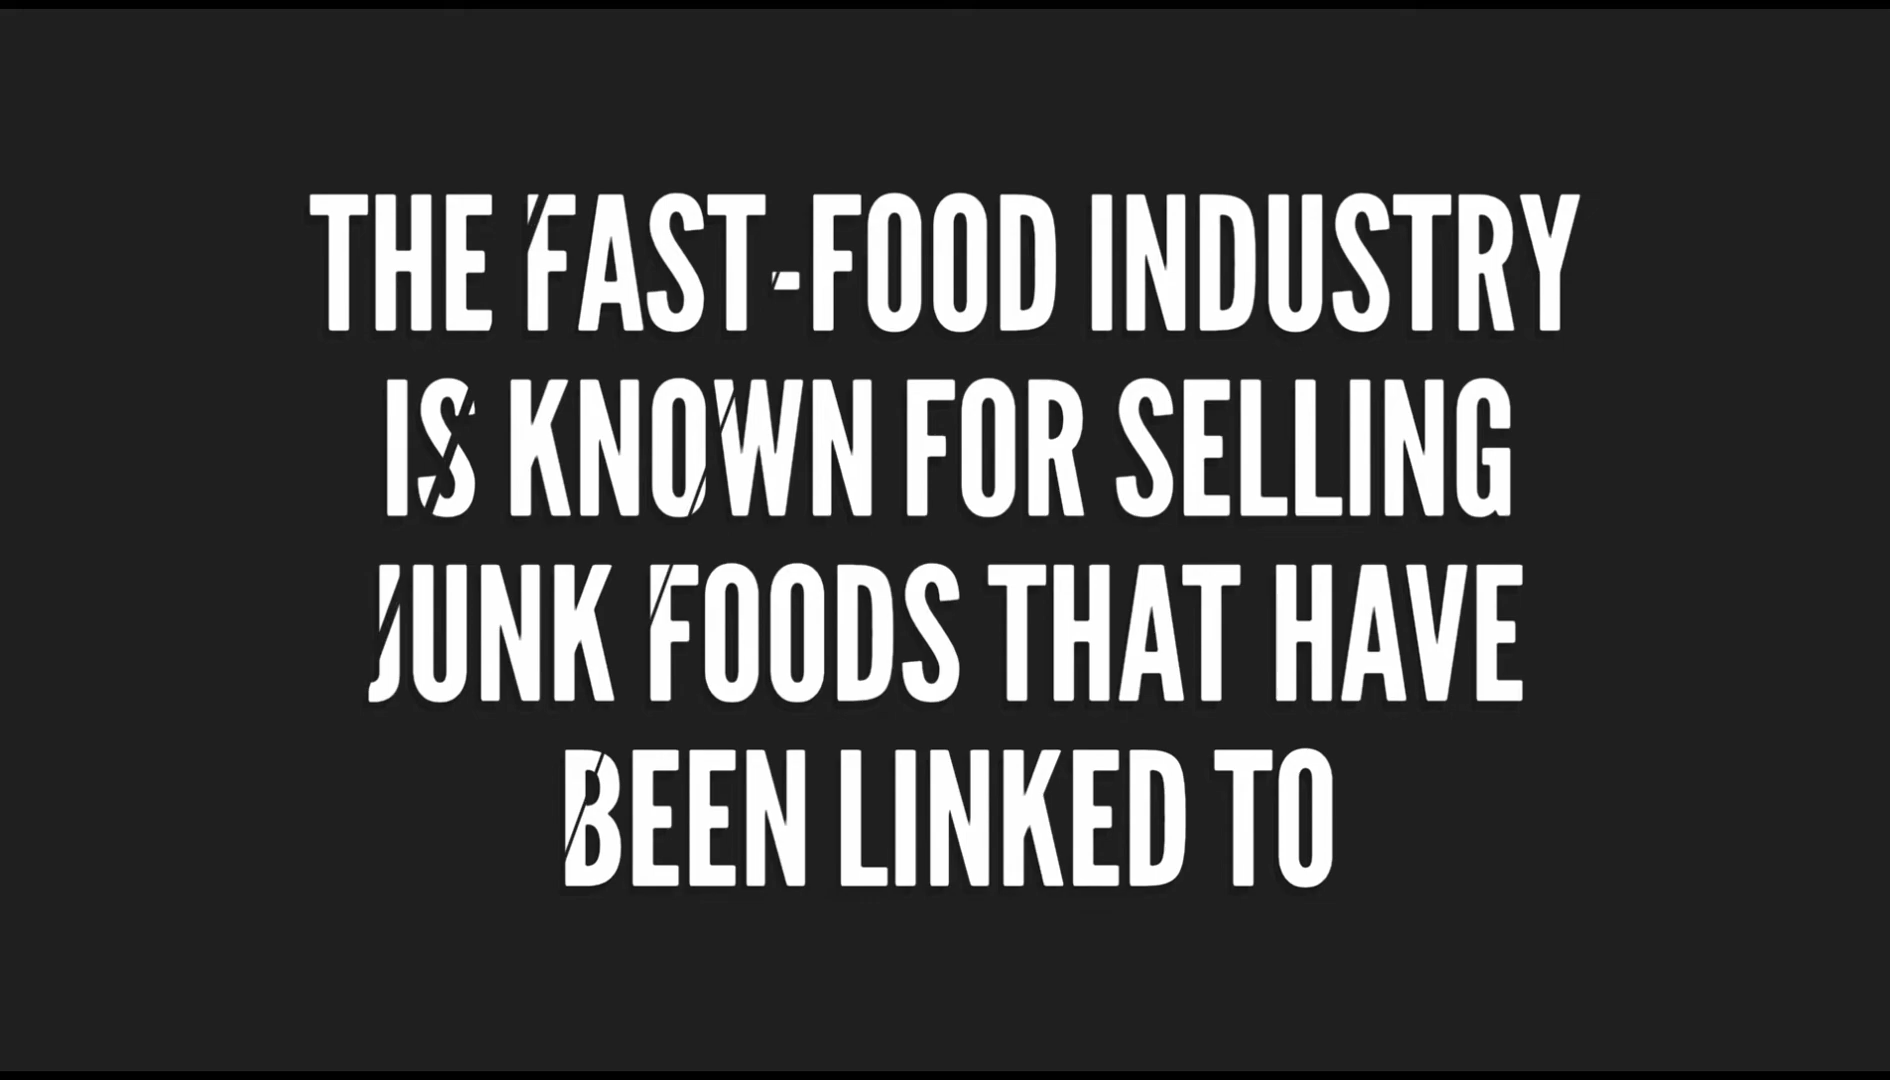 THE FAST-FOOD INDUSTRY
IS KNOWN FOR SELLING
JUNK FOODS THAT HAVE
BEEN LINKED TO